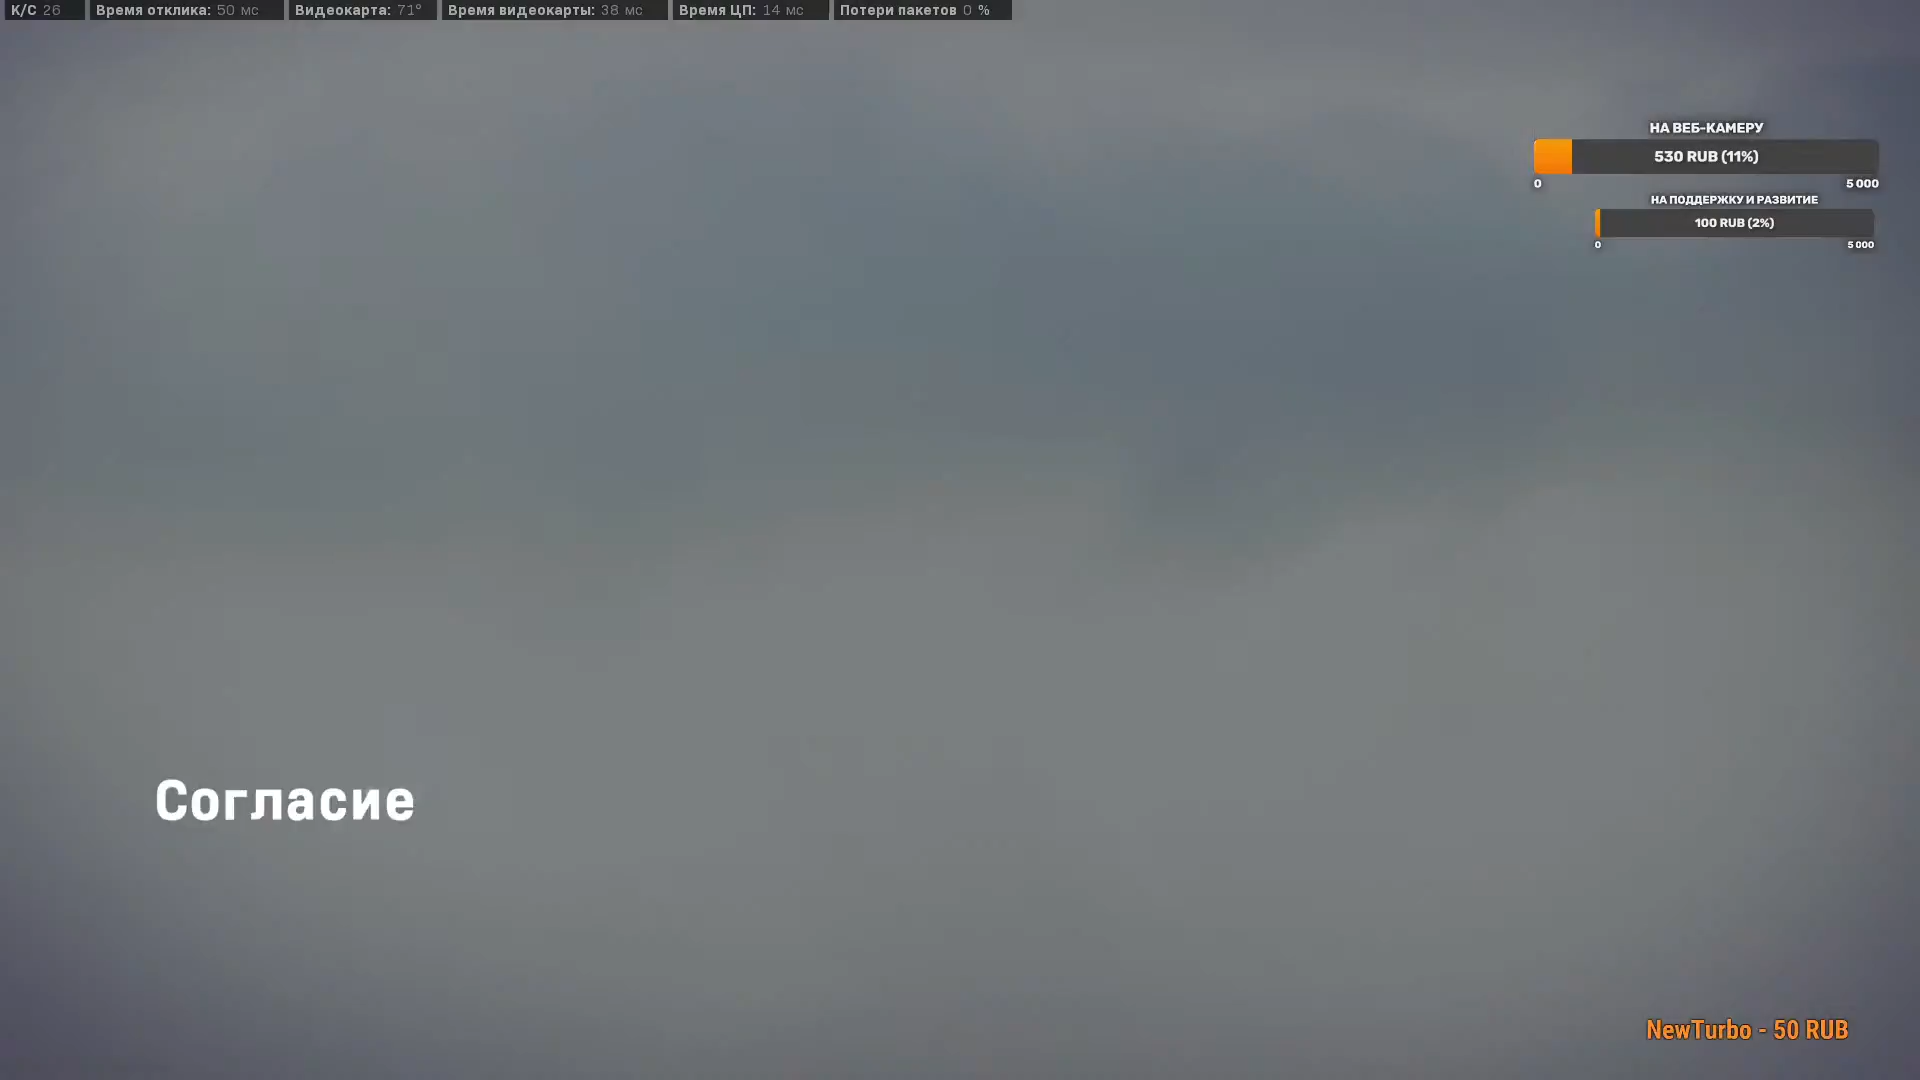 К/С 26 Время отклика: 50 мс Видеокарта: 71° Время видеокарты: 38 мс Время ЦП: 14 мс Потери пакетов 0 %
НА ВЕБ-КАМЕРУ
530 RUB (11%)
0 5 000
НА ПОДДЕРЖКУ И РАЗВИТИЕ
100 RUB (2%)
0 5 000
Согласие
NewTurbo - 50 RUB